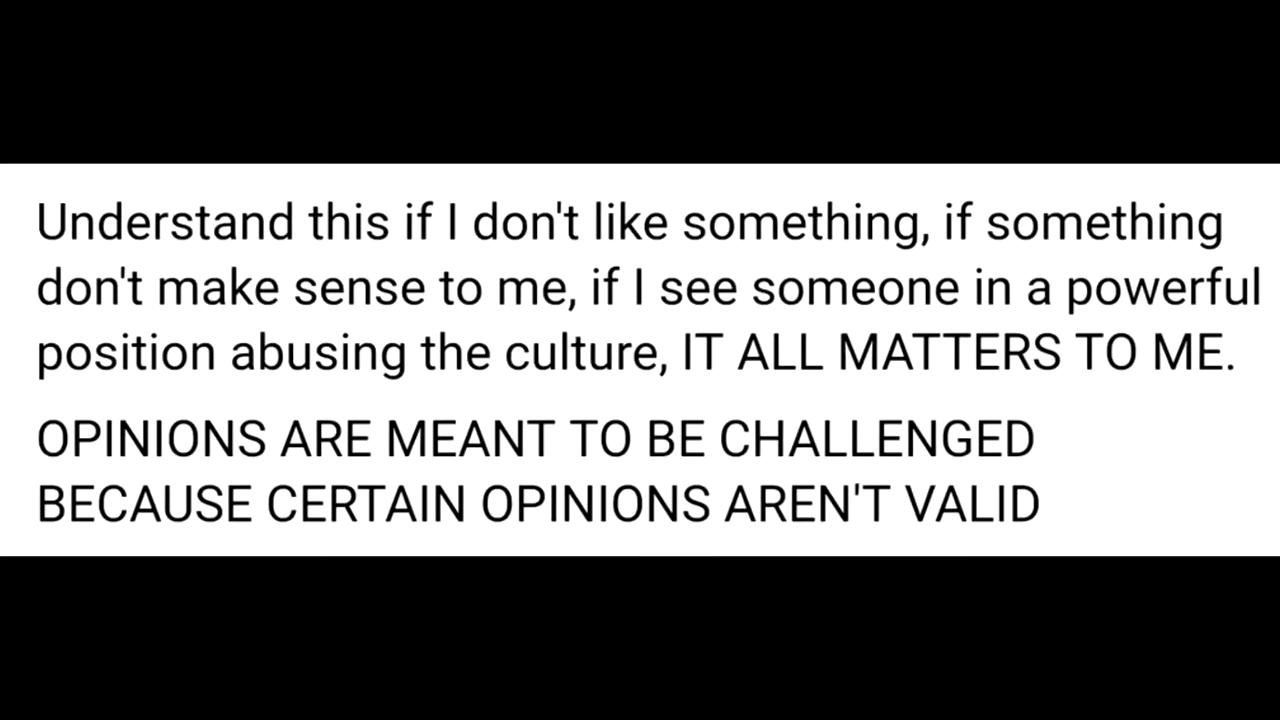 Understand this if I don't like something, if something
don't make sense to me, if I see someone in a powerful
position abusing the culture, IT ALL MATTERS TO ME.
OPINIONS ARE MEANT TO BE CHALLENGED
BECAUSE CERTAIN OPINIONS AREN'T VALID